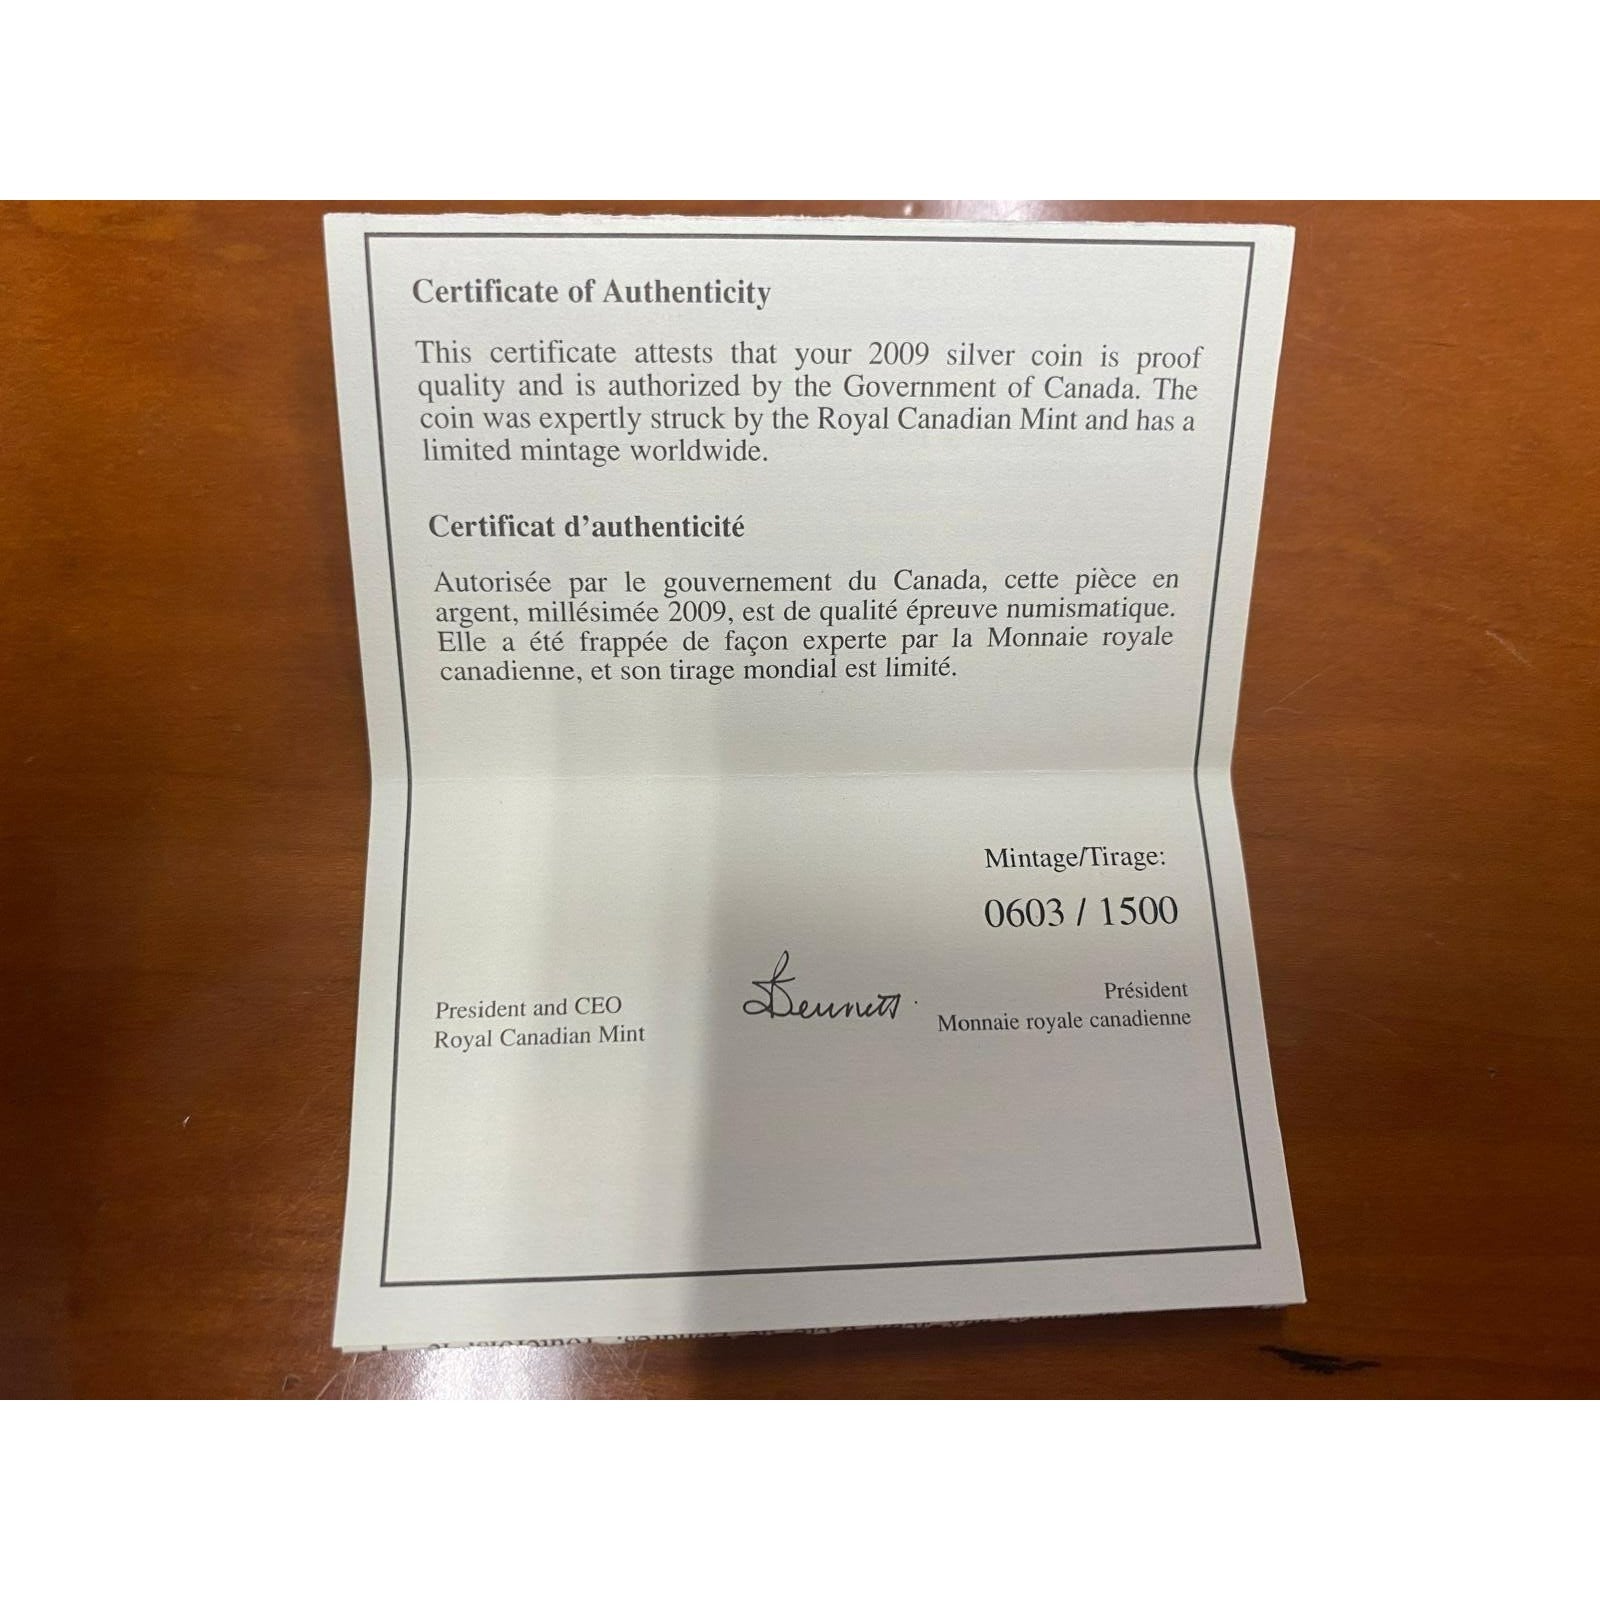 Certificate of Authenticity
This certificate attests that your 2009 silver coin is proof
quality and is authorized by the Government of Canada. The
coin was expertly struck by the Royal Canadian Mint and has a
limited mintage worldwide.
Certificat d'authenticité
Autorisée par le gouvernement du Canada, cette pièce en
argent, millésimée 2009, est de qualité épreuve numismatique.
Elle a été frappée de façon experte par la Monnaie royale
canadienne, et son tirage mondial est limité.
Mintage/Tirage:
0603 / 1500
President and CEO
Royal Canadian Mint
Bennett
Président
Monnaie royale canadienne